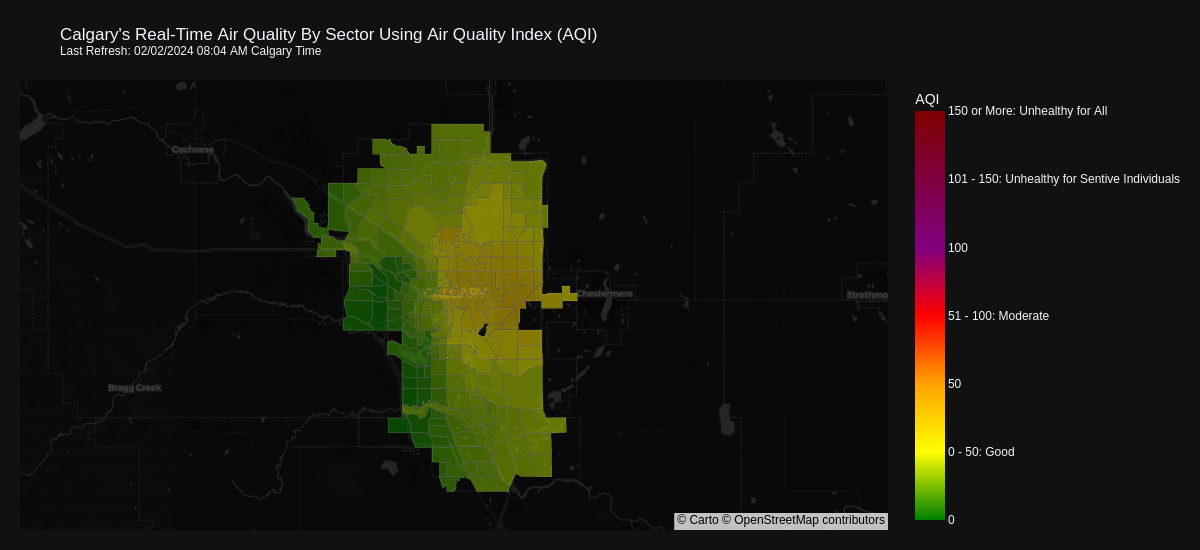 Calgary's Real-Time Air Quality By Sector Using Air Quality Index (AQI)
Last Refresh: 02/02/2024 08:04 AM Calgary Time
AQI
150 or More: Unhealthy for All
Cochrane
101 - 150: Unhealthy for Sentive Individuals
100
CALGARY
Chestermere
Strathmo
51 - 100: Moderate
Bragg Creek
50
0 - 50: Good
0
© Carto © OpenStreetMap contributors